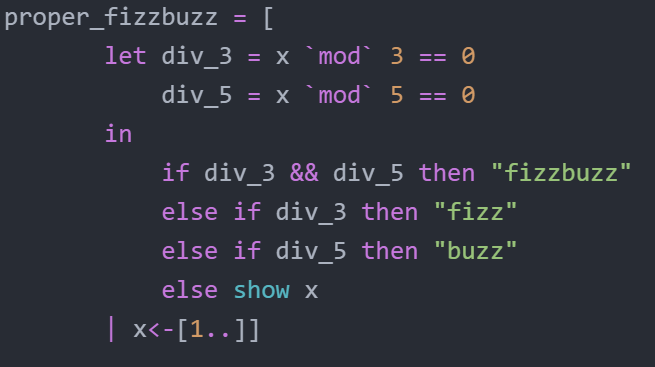 proper_fizzbuzz = [
let div_3 = x `mod` 3 == 0
div_5 = x `mod` 5 == 0
in
if div_3 && div_5 then "fizzbuzz"
else if div_3 then "fizz"
else if div_5 then "buzz"
else show x
| x<-[1..]]